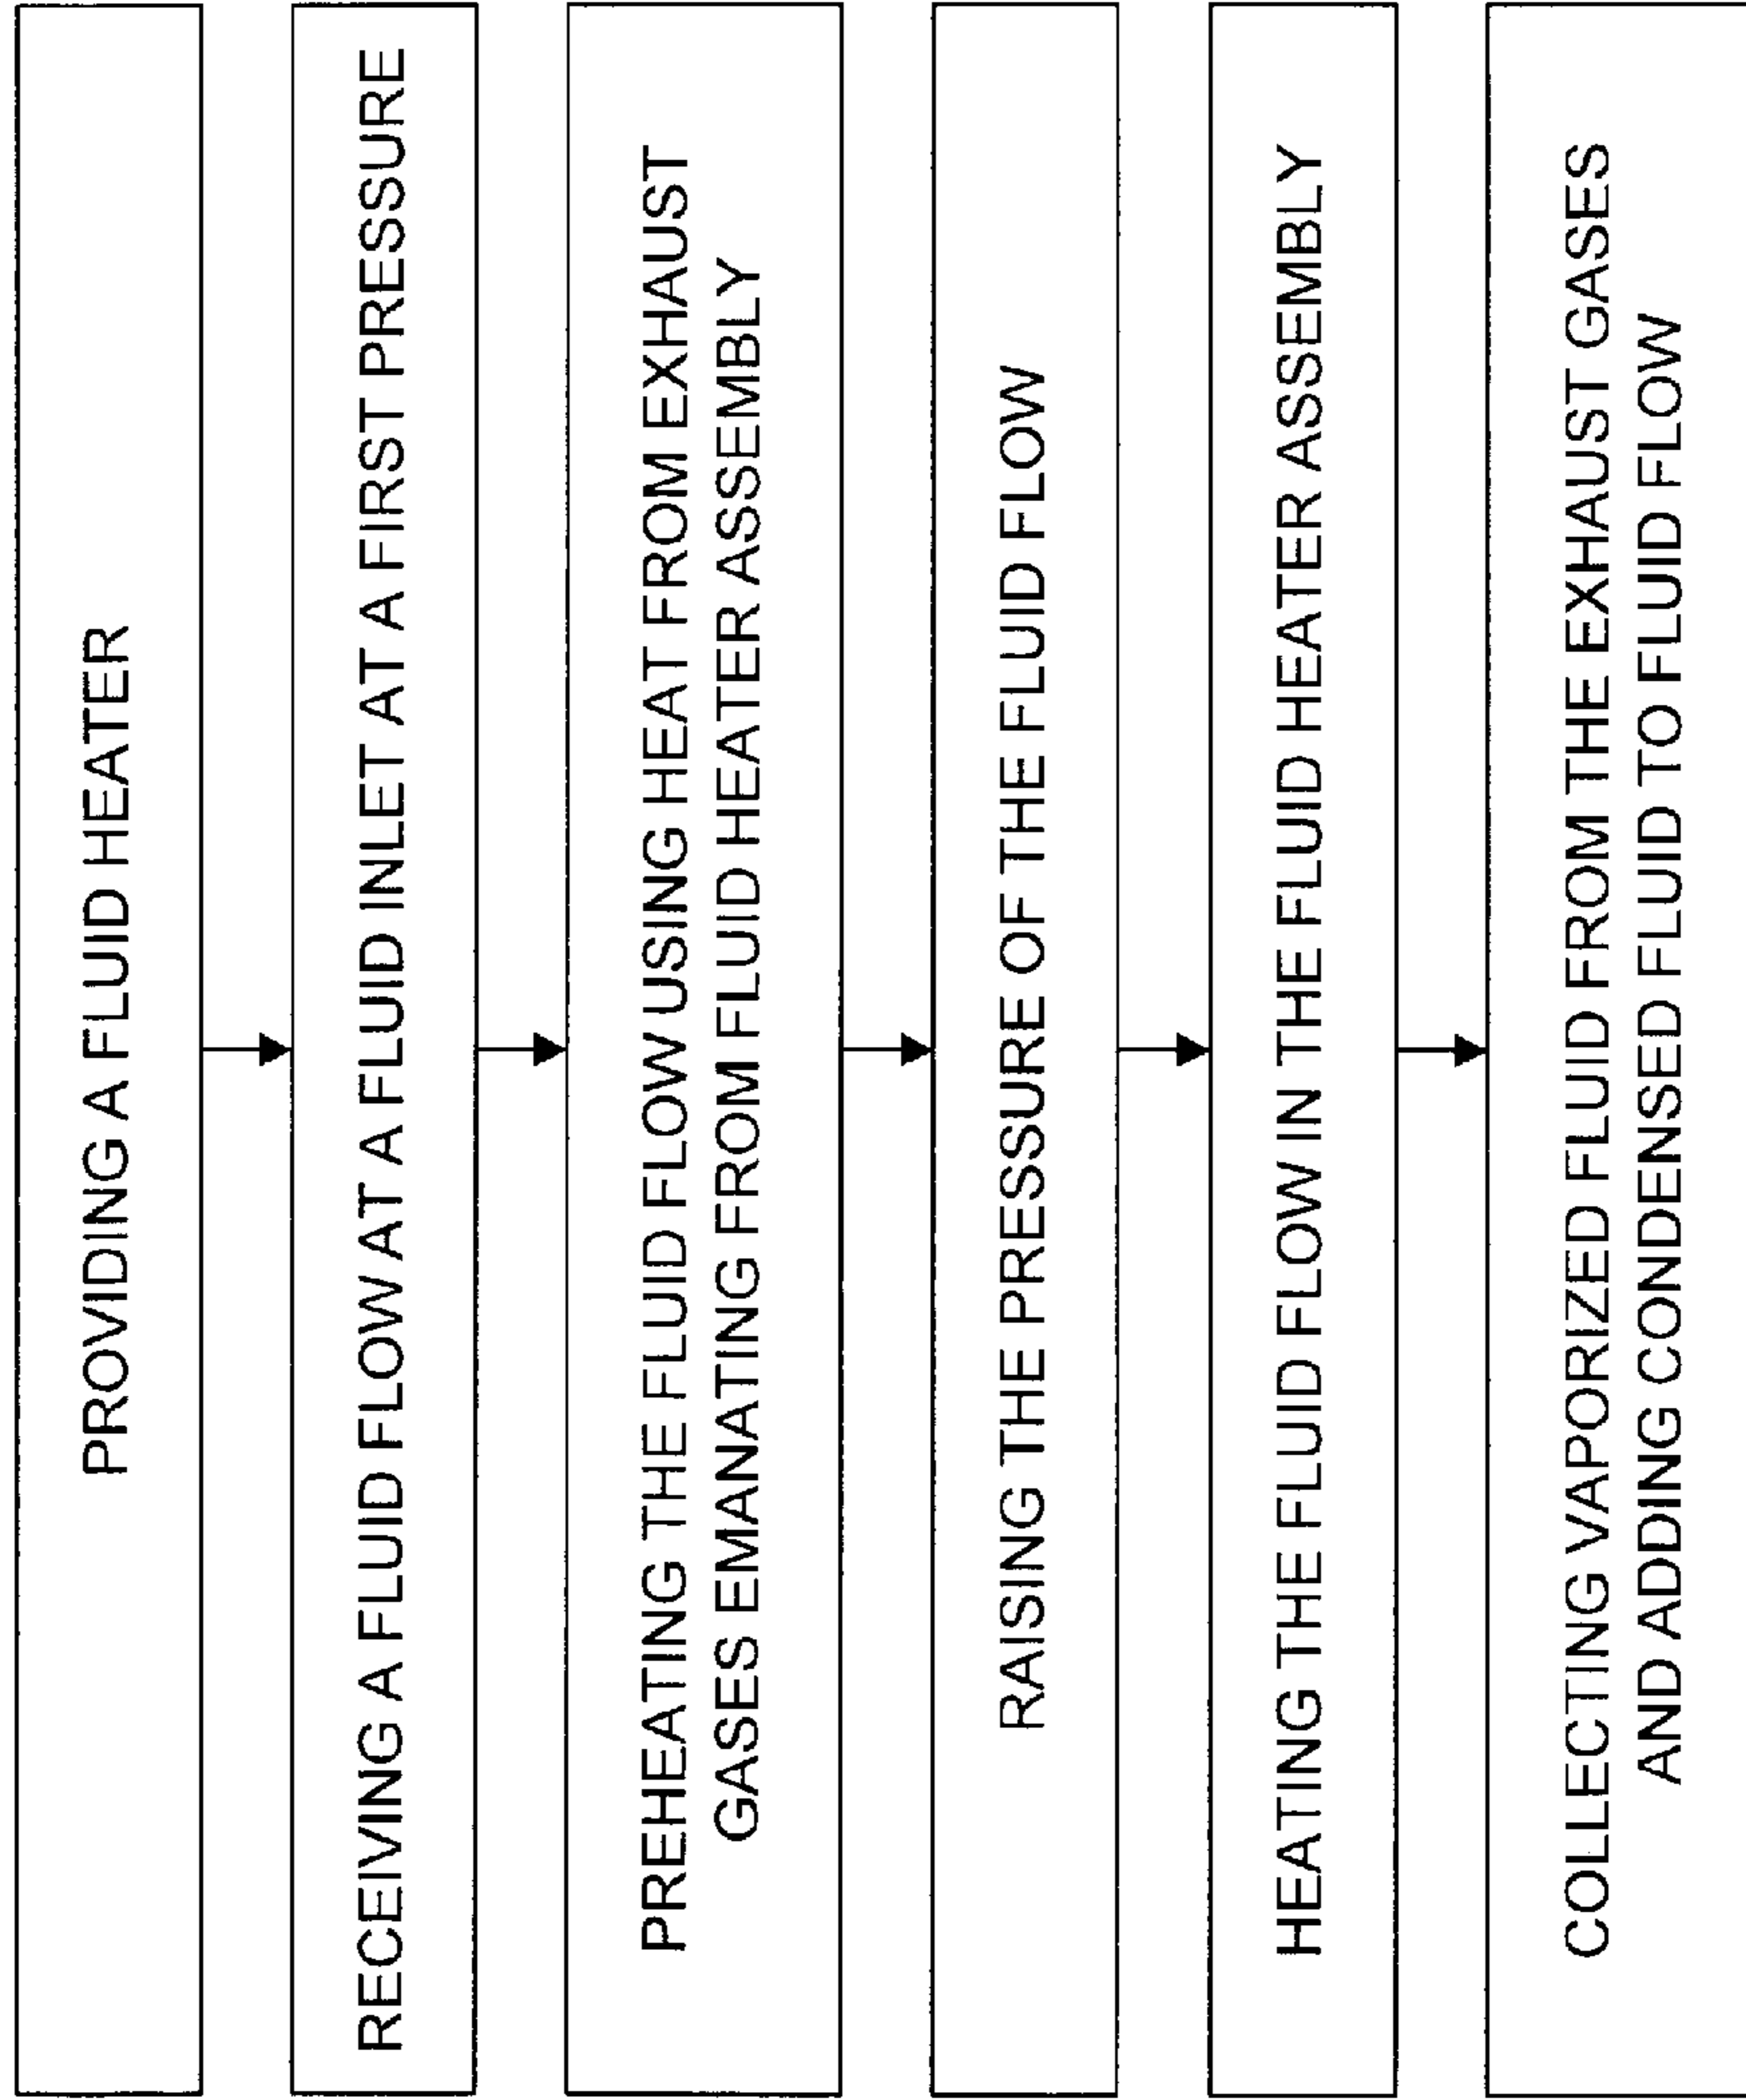 PROVIDING A FLUID HEATER
RECEIVING A FLUID FLOW AT A FLUID INLET AT A FIRST PRESSURE
PREHEATING THE FLUID FLOW USING HEAT FROM EXHAUST
GASES EMANATING FROM FLUID HEATER ASSEMBLY
RAISING THE PRESSURE OF THE FLUID FLOW
HEATING THE FLUID FLOW IN THE FLUID HEATER ASSEMBLY
COLLECTING VAPORIZED FLUID FROM THE EXHAUST GASES
AND ADDING CONDENSED FLUID TO FLUID FLOW